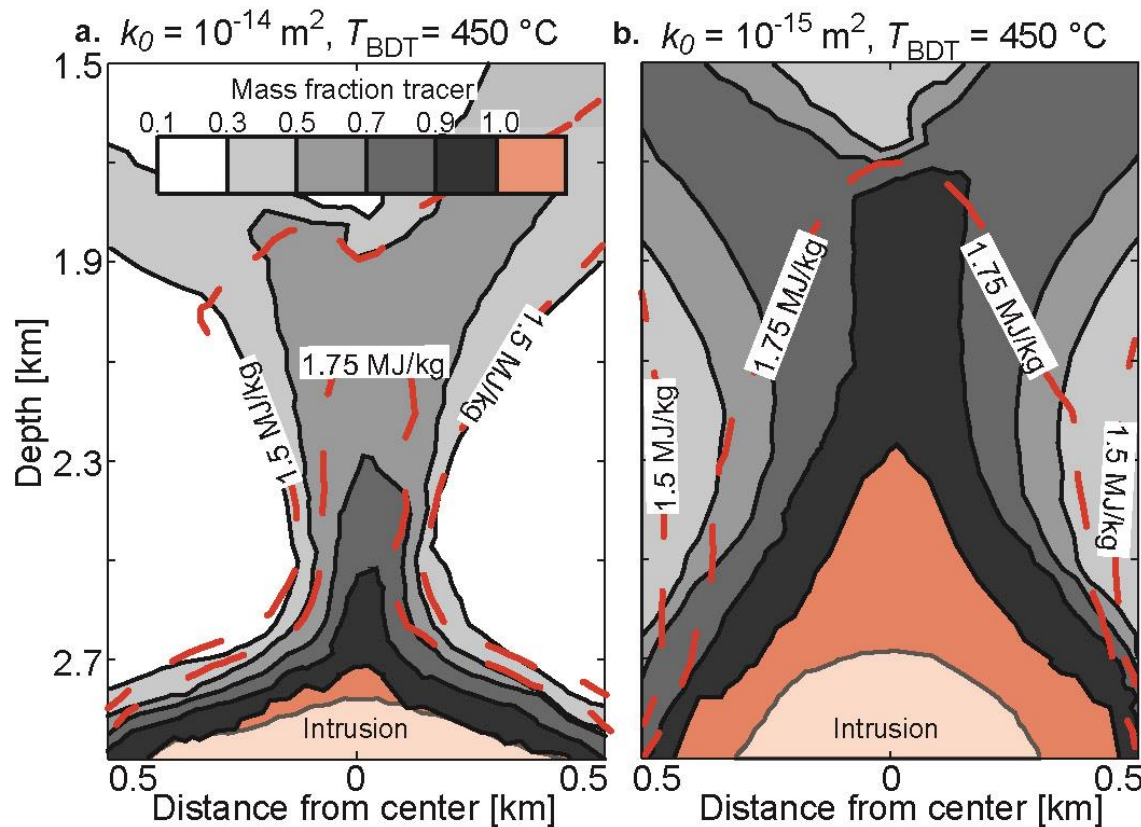 a. k₀ = 10⁻¹⁴ m², T_BDT = 450 °C
b. k₀ = 10⁻¹⁵ m², T_BDT = 450 °C
Mass fraction tracer
0.1 0.3 0.5 0.7 0.9 1.0
1.5
1.9
2.3
2.7
Depth [km]
1.5 MJ/kg
1.75 MJ/kg
1.5 MJ/kg
Intrusion
0.5 0 0.5
Distance from center [km]
1.5 MJ/kg
1.75 MJ/kg
1.75 MJ/kg
1.5 MJ/kg
Intrusion
0.5 0 0.5
Distance from center [km]